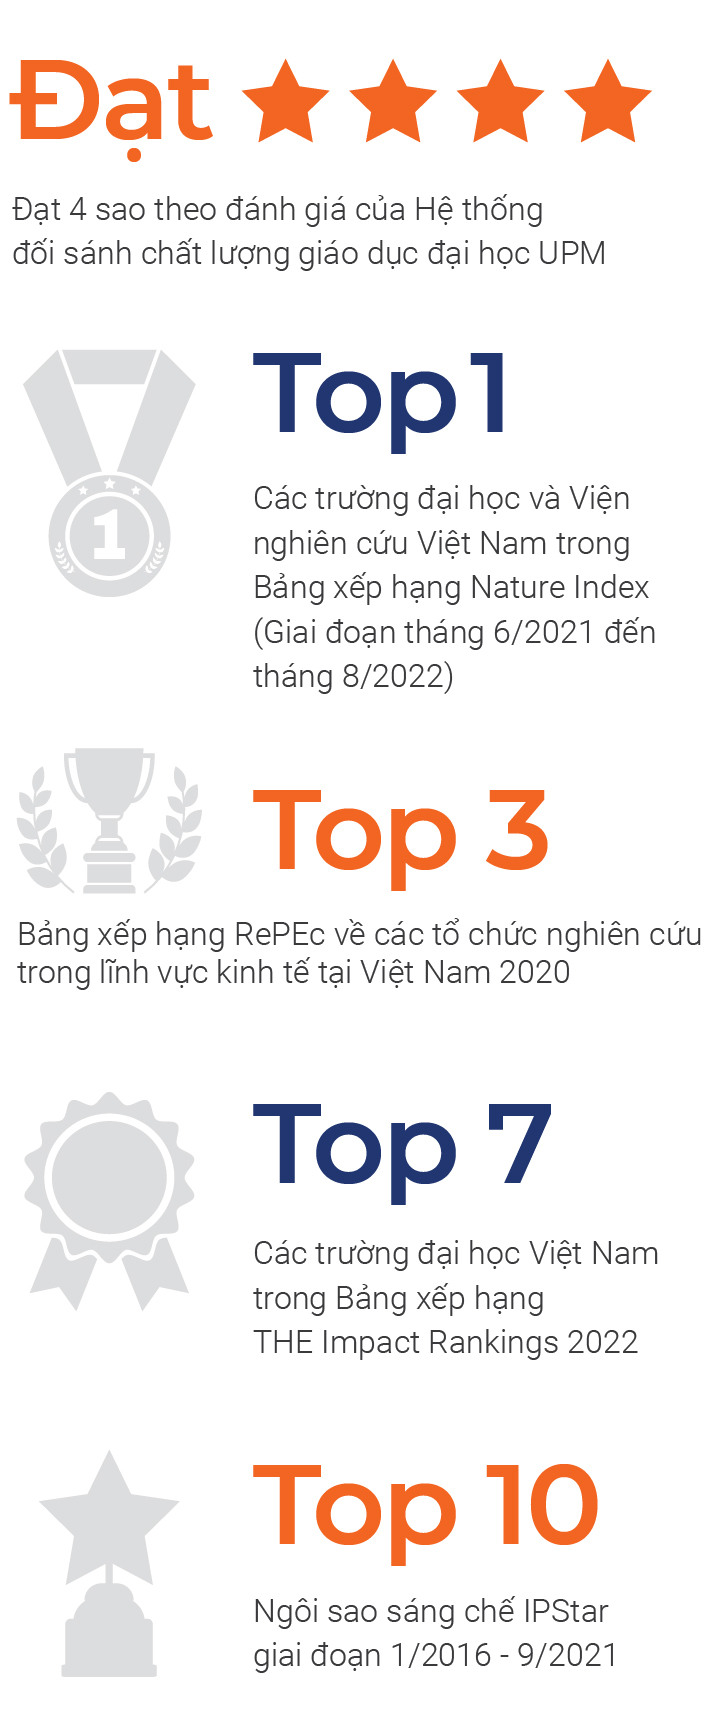 Đạt
Đạt 4 sao theo đánh giá của Hệ thống
đối sánh chất lượng giáo dục đại học UPM
Top 1
1
Các trường đại học và Viện
nghiên cứu Việt Nam trong
Bảng xếp hạng Nature Index
(Giai đoạn tháng 6/2021 đến
tháng 8/2022)
Top 3
Bảng xếp hạng RePEc về các tổ chức nghiên cứu
trong lĩnh vực kinh tế tại Việt Nam 2020
Top 7
Các trường đại học Việt Nam
trong Bảng xếp hạng
THE Impact Rankings 2022
Top 10
Ngôi sao sáng chế IPStar
giai đoạn 1/2016 - 9/2021